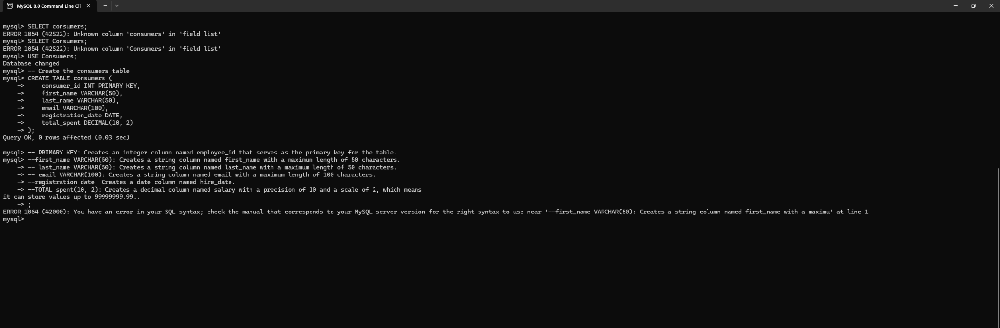 MySQL 8.0 Command Line Cli
mysql> SELECT consumers;
ERROR 1054 (42S22): Unknown column 'consumers' in 'field list'
mysql> SELECT Consumers;
ERROR 1054 (42S22): Unknown column 'Consumers' in 'field list'
mysql> USE Consumers;
Database changed
mysql> -- Create the consumers table
mysql> CREATE TABLE consumers (
    ->     consumer_id INT PRIMARY KEY,
    ->     first_name VARCHAR(50),
    ->     last_name VARCHAR(50),
    ->     email VARCHAR(100),
    ->     registration_date DATE,
    ->     total_spent DECIMAL(10, 2)
    -> );
Query OK, 0 rows affected (0.03 sec)
mysql> -- PRIMARY KEY: Creates an integer column named employee_id that serves as the primary key for the table.
mysql> --first_name VARCHAR(50): Creates a string column named first_name with a maximum length of 50 characters.
    -> -- last_name VARCHAR(50): Creates a string column named last_name with a maximum length of 50 characters.
    -> -- email VARCHAR(100): Creates a string column named email with a maximum length of 100 characters.
    -> --registration date  Creates a date column named hire_date.
    -> --TOTAL spent(10, 2): Creates a decimal column named salary with a precision of 10 and a scale of 2, which means
it can store values up to 99999999.99..
    -> ;
ERROR 1064 (42000): You have an error in your SQL syntax; check the manual that corresponds to your MySQL server version for the right syntax to use near '--first_name VARCHAR(50): Creates a string column named first_name with a maximu' at line 1
mysql>